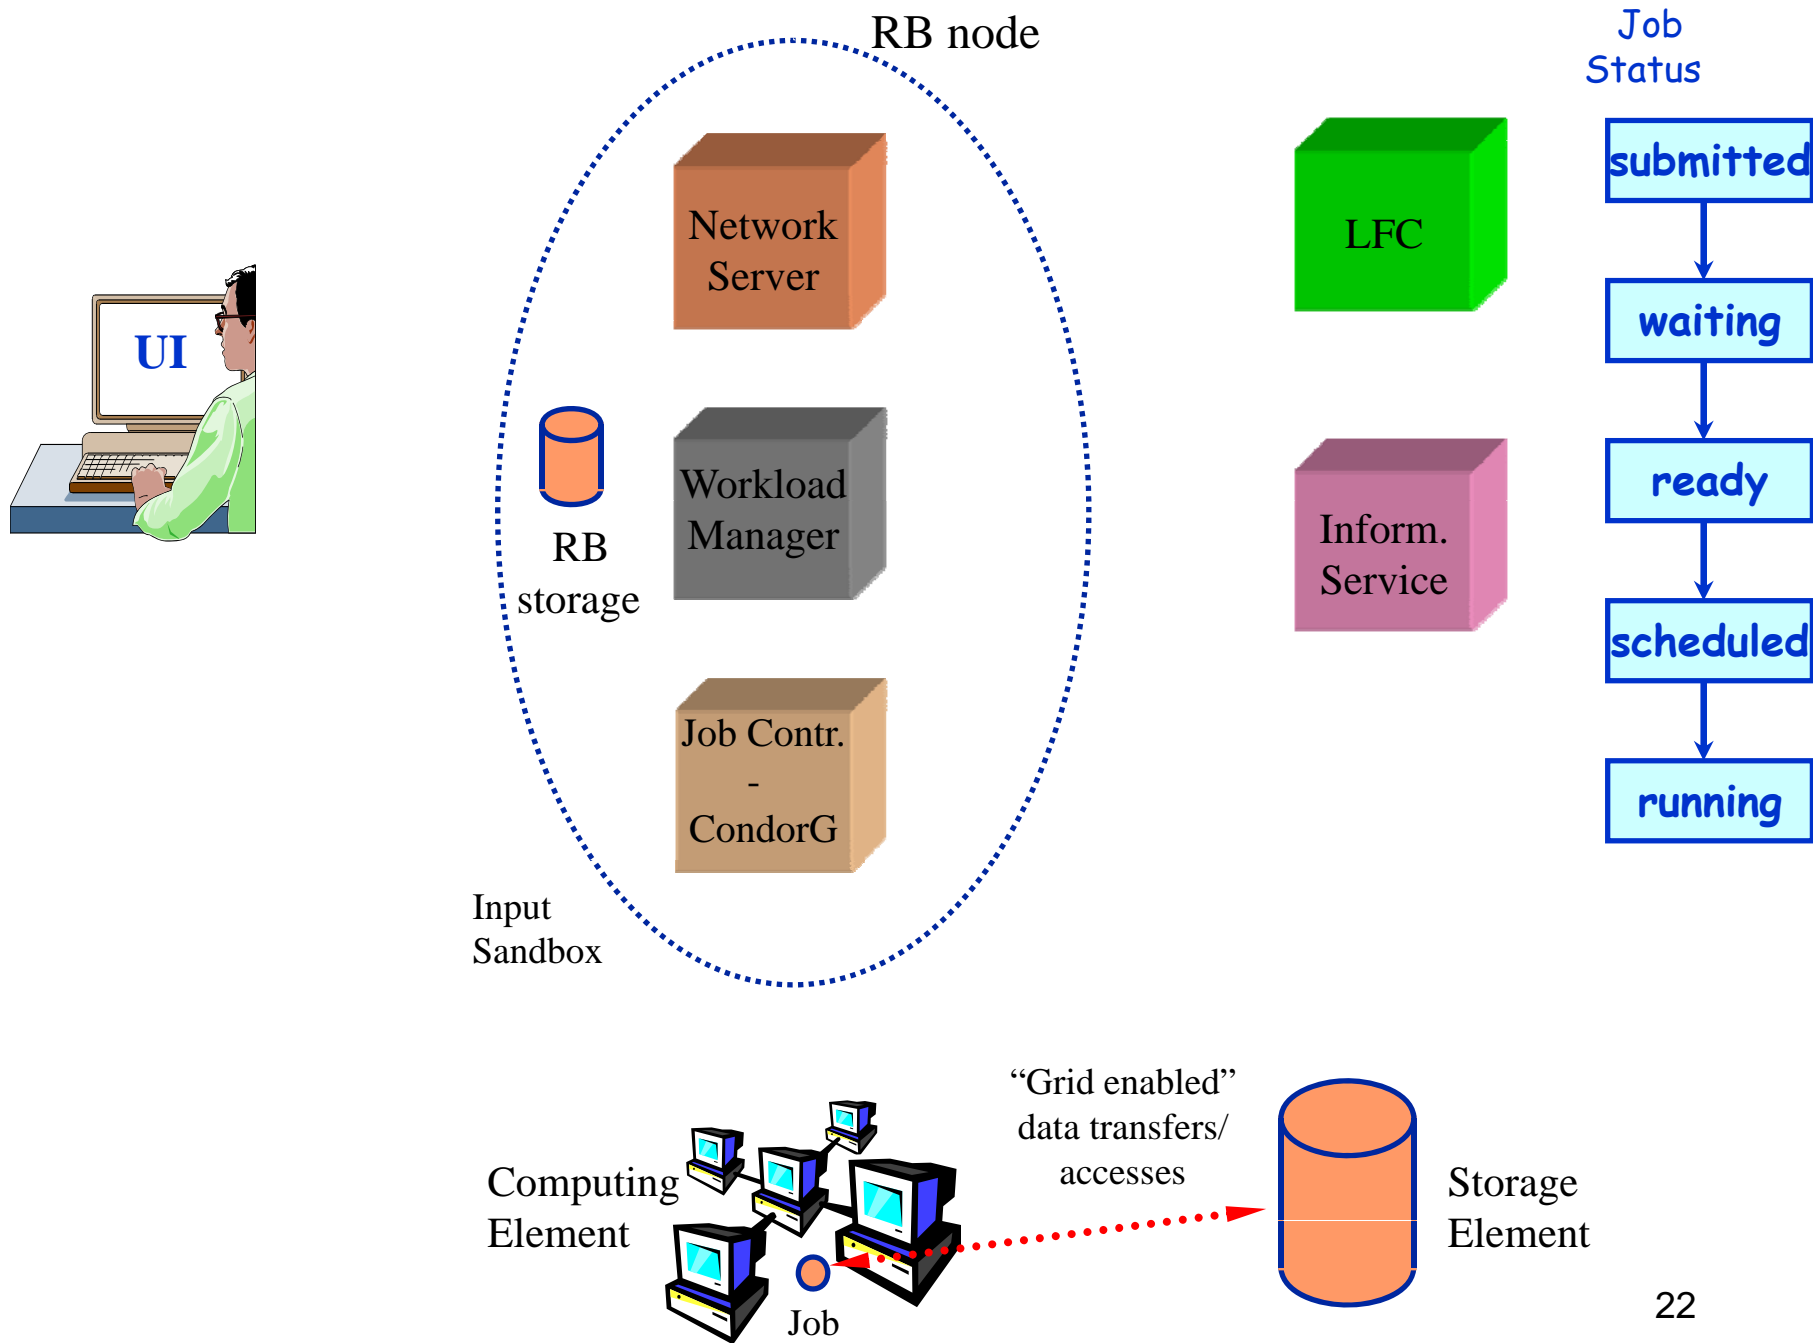 RB node
Job
Status
submitted
Network
Server
LFC
waiting
UI
ready
Workload
Manager
Inform.
Service
RB
storage
scheduled
Job Contr.
-
CondorG
running
Input
Sandbox
“Grid enabled”
data transfers/
accesses
Computing
Element
Storage
Element
Job
22